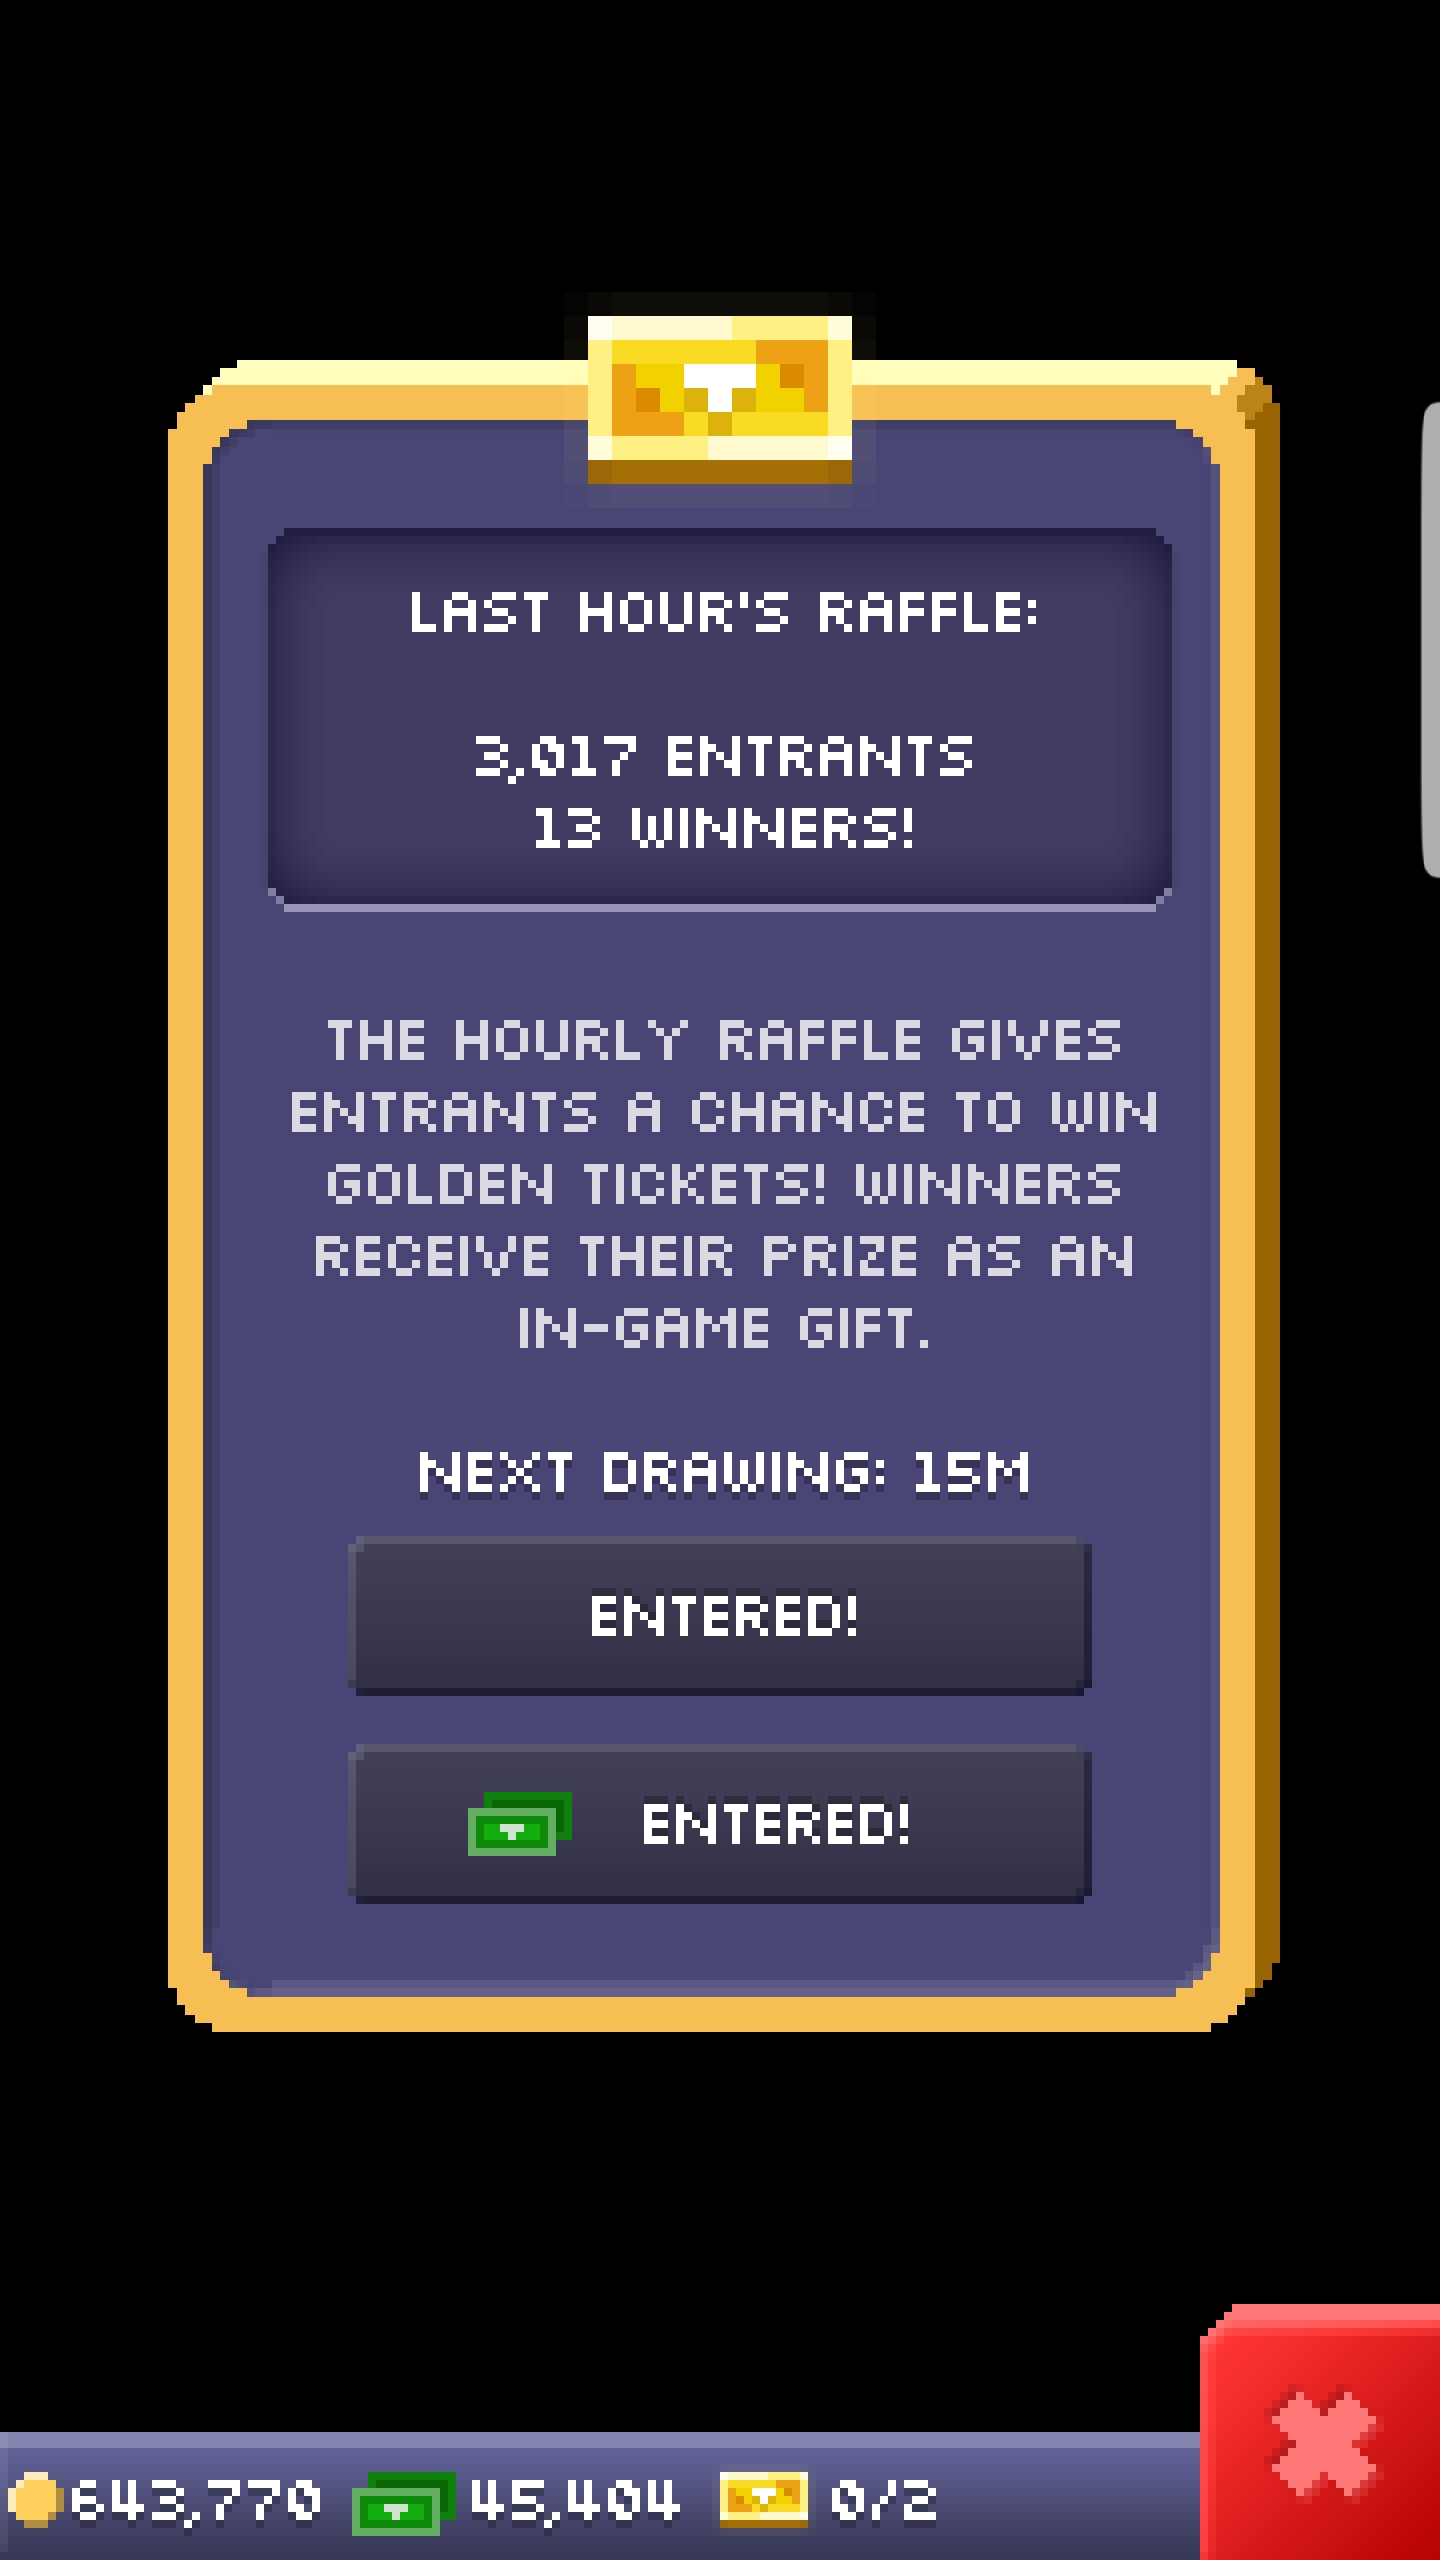 LAST HOUR'S RAFFLE:
3,017 ENTRANTS
13 WINNERS!
THE HOURLY RAFFLE GIVES
ENTRANTS A CHANCE TO WIN
GOLDEN TICKETS! WINNERS
RECEIVE THEIR PRIZE AS AN
IN-GAME GIFT.
NEXT DRAWING: 15M
ENTERED!
ENTERED!
643,770 45,404 0/2